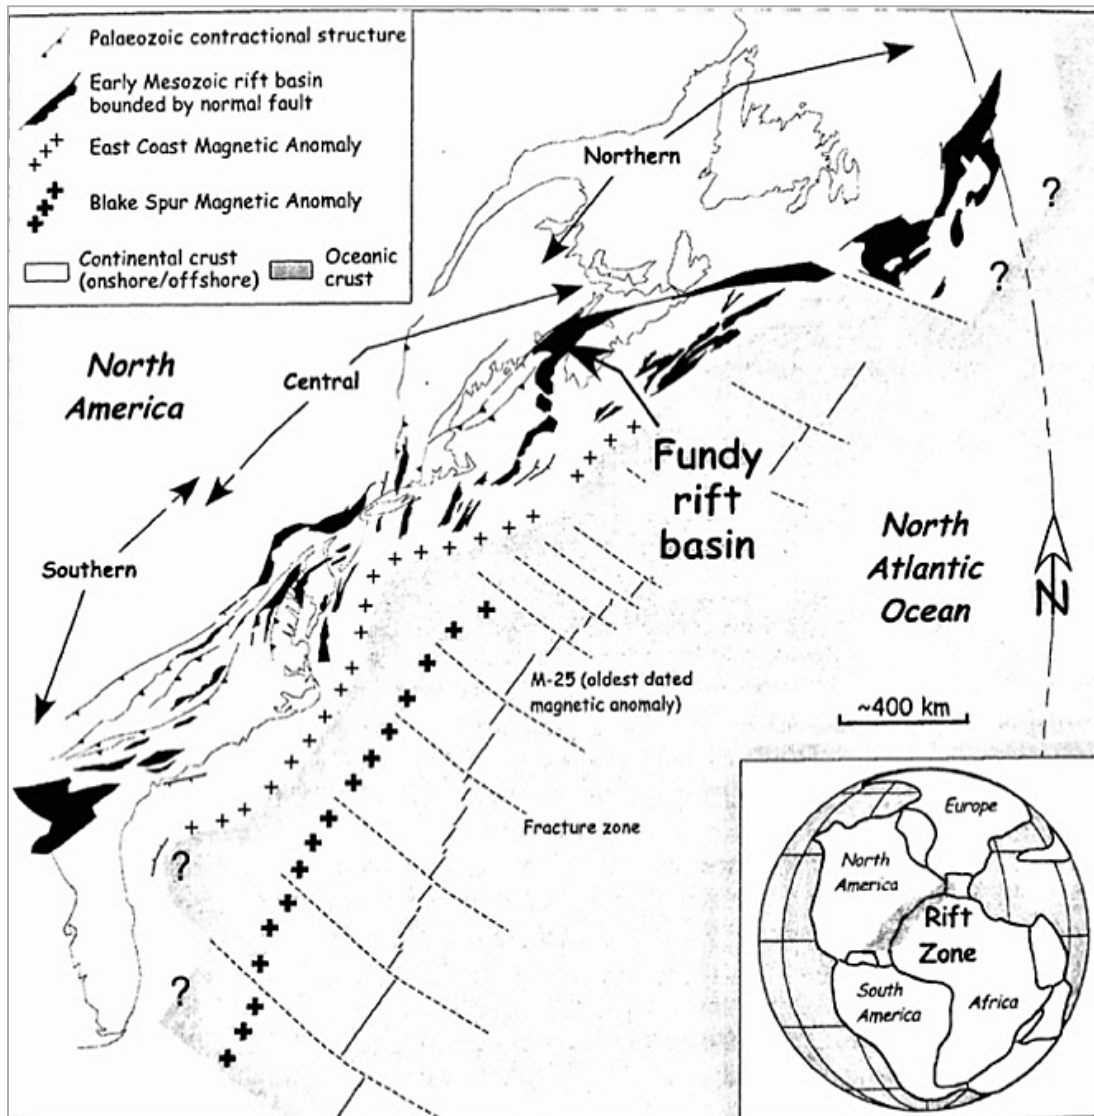 Palaeozoic contractional structure
Early Mesozoic rift basin
bounded by normal fault
East Coast Magnetic Anomaly
Blake Spur Magnetic Anomaly
Continental crust
(onshore/offshore)
Oceanic
crust
Northern
?
?
North
America
Central
Fundy
rift
basin
North
Atlantic
Ocean
N
Southern
M-25 (oldest dated
magnetic anomaly)
~400 km
Fracture zone
?
?
Europe
North
America
Rift
Zone
South
America
Africa